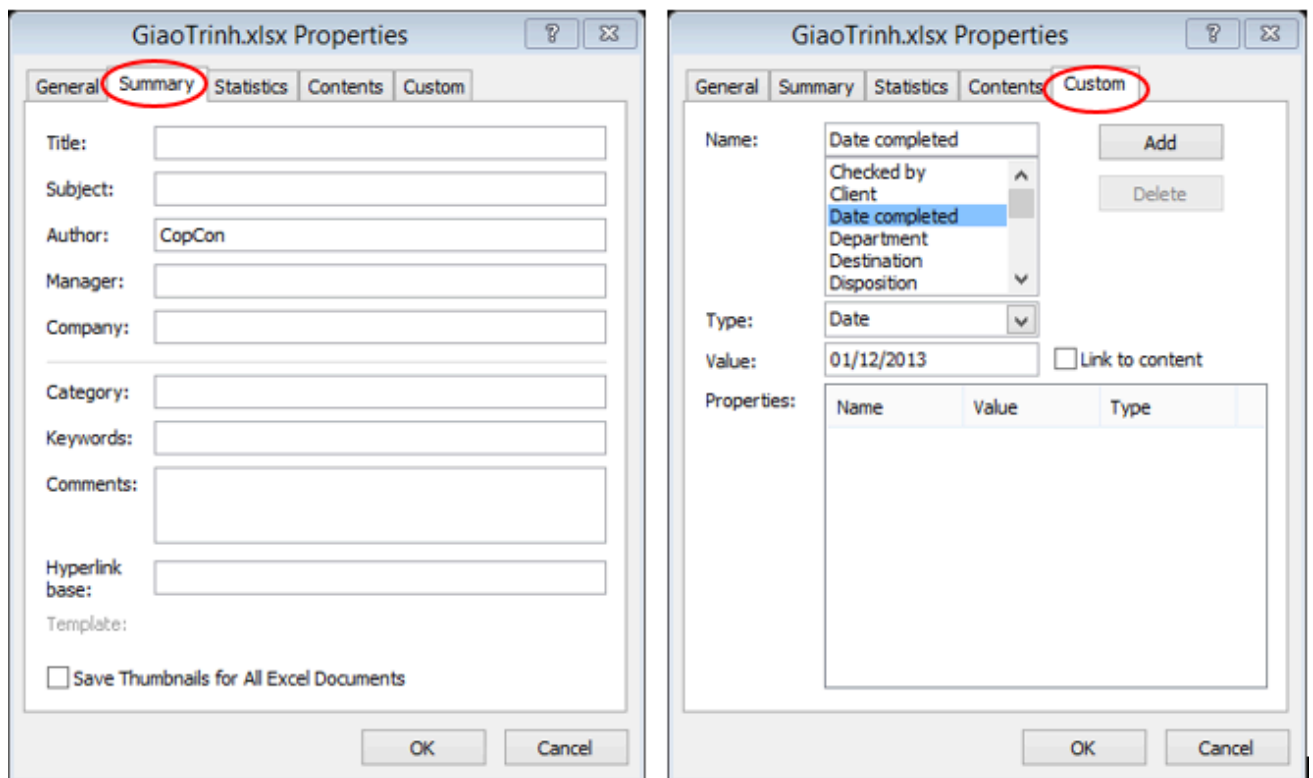 GiaoTrinh.xlsx Properties
General Summary Statistics Contents Custom
Title:
Subject:
Author: CopCon
Manager:
Company:
Category:
Keywords:
Comments:
Hyperlink
base:
Template:
Save Thumbnails for All Excel Documents
OK Cancel
GiaoTrinh.xlsx Properties
General Summary Statistics Contents Custom
Name: Date completed Add
Checked by
Client
Delete
Date completed
Department
Destination
Disposition
Type: Date
Value: 01/12/2013 Link to content
Properties: Name Value Type
OK Cancel